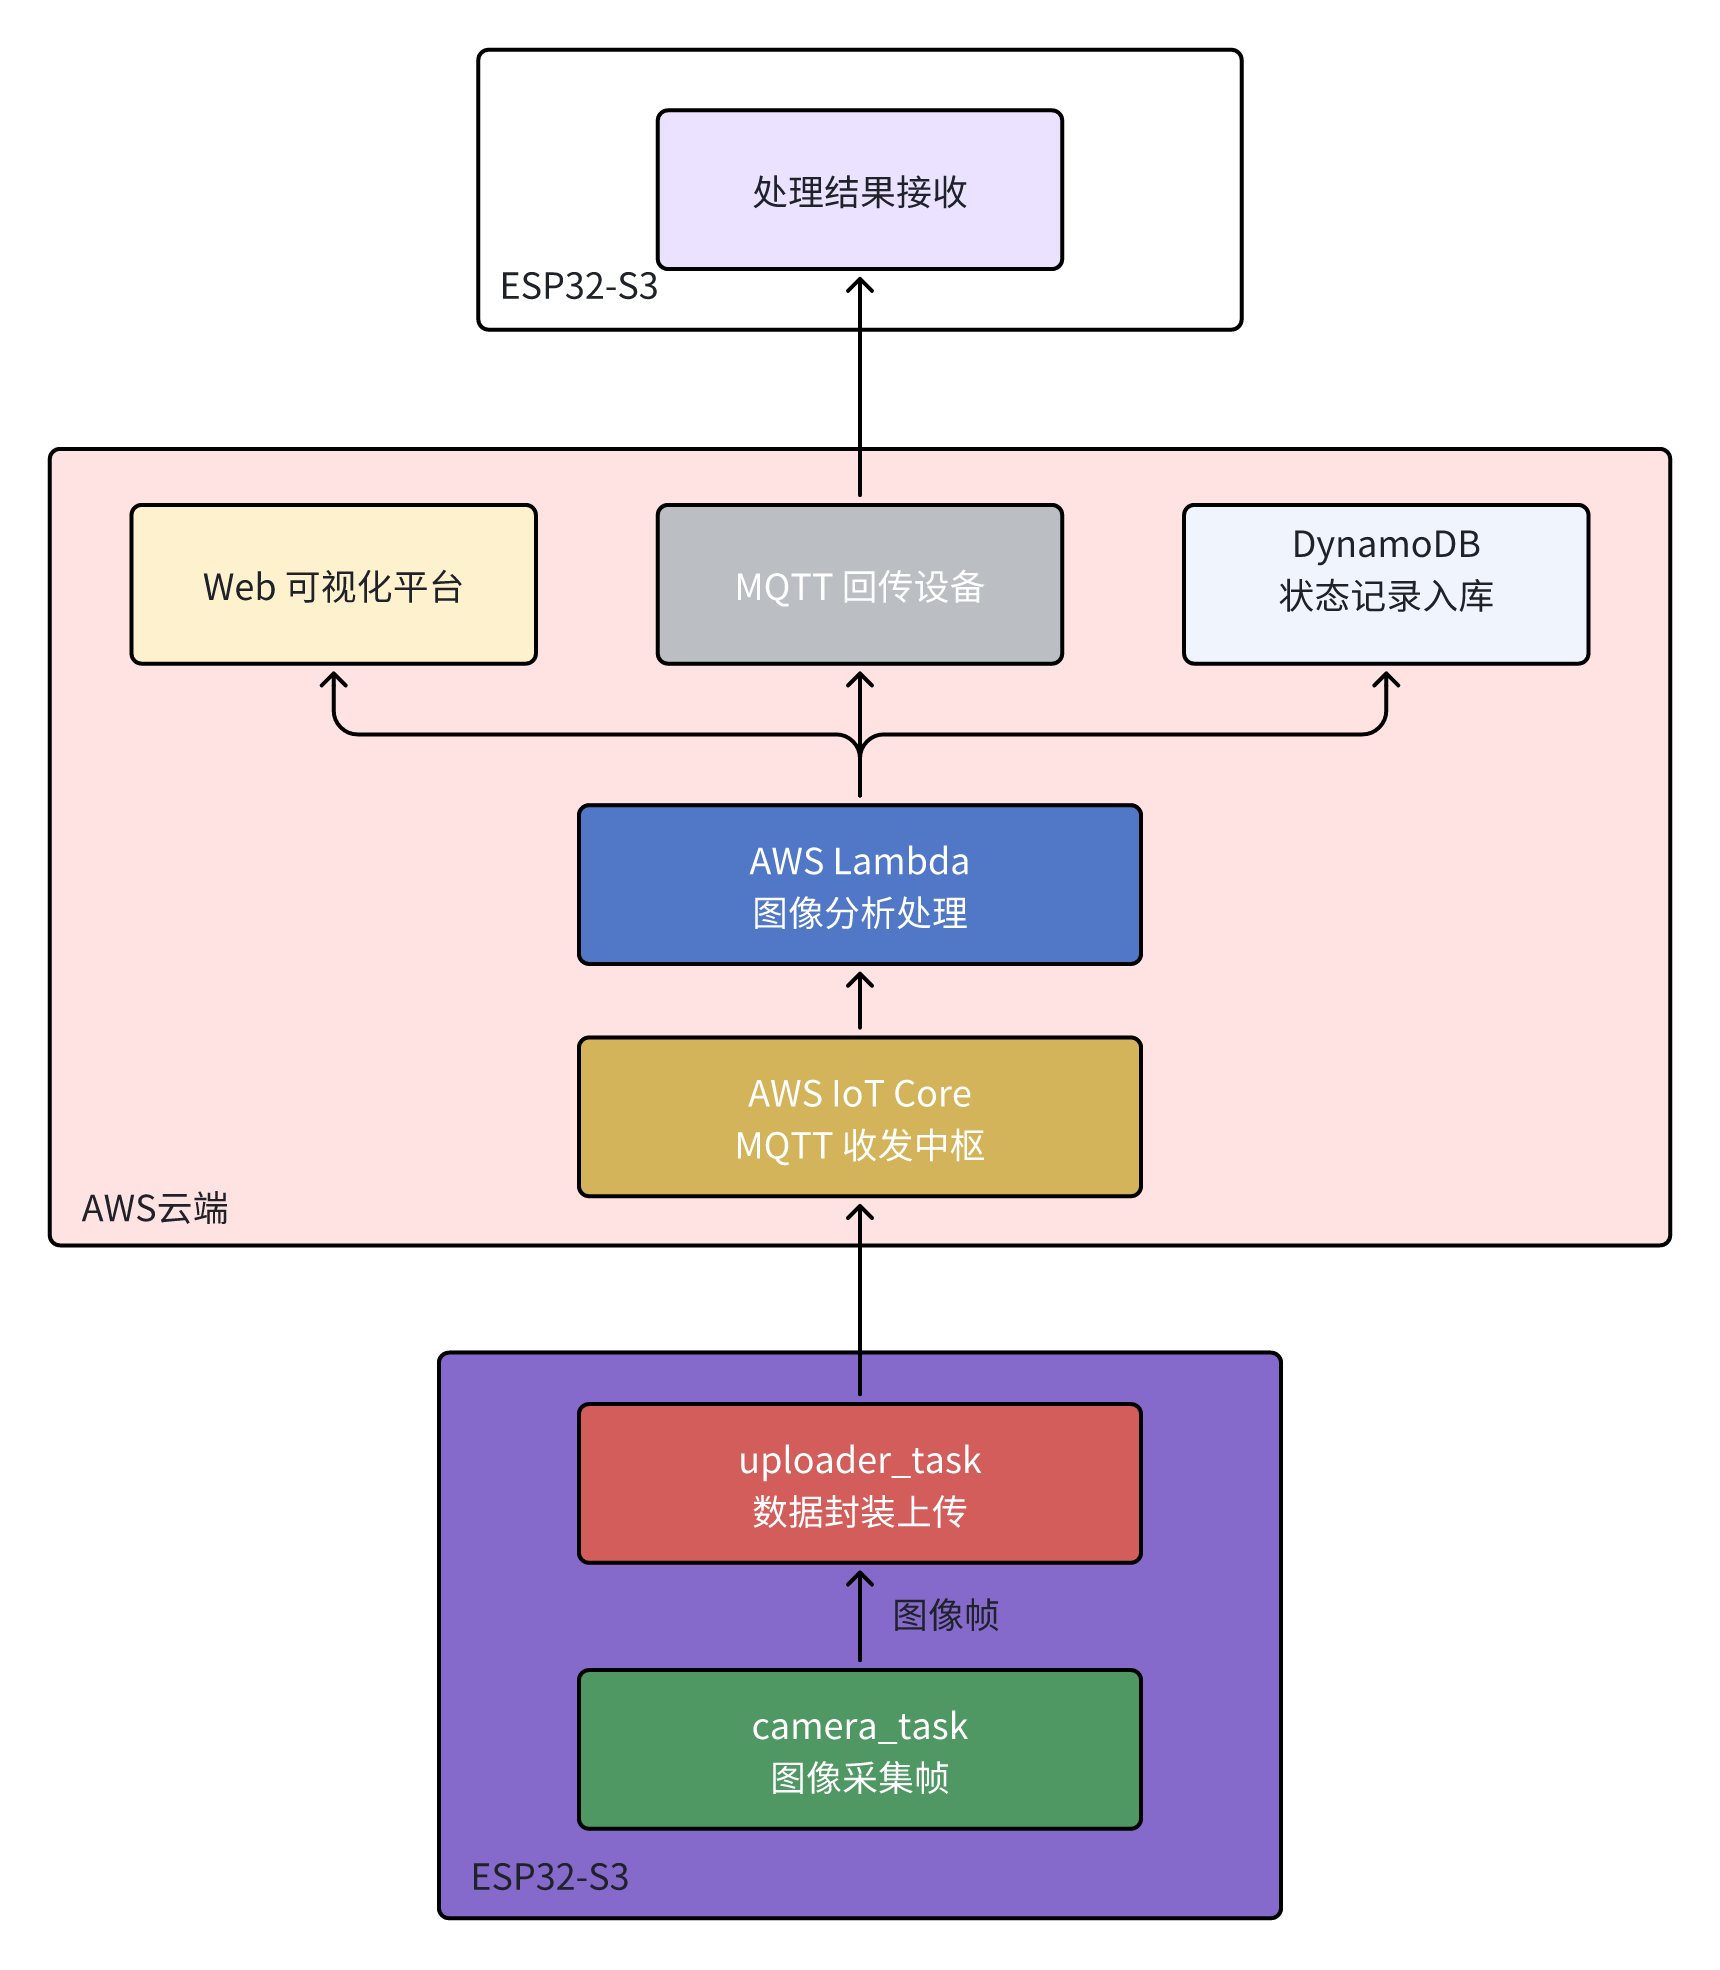 处理结果接收
ESP32-S3
Web 可视化平台
MQTT 回传设备
DynamoDB
状态记录入库
AWS Lambda
图像分析处理
AWS IoT Core
MQTT 收发中枢
AWS云端
uploader_task
数据封装上传
图像帧
camera_task
图像采集帧
ESP32-S3